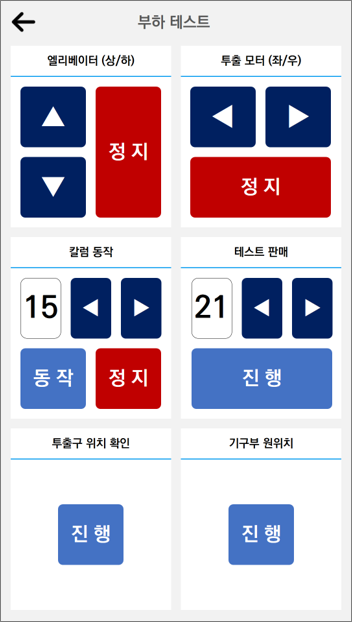 부하 테스트
엘리베이터 (상/하)
정 지
투출 모터 (좌/우)
정 지
칼럼 동작
15
동 작
정 지
테스트 판매
21
진 행
투출구 위치 확인
진 행
기구부 원위치
진 행